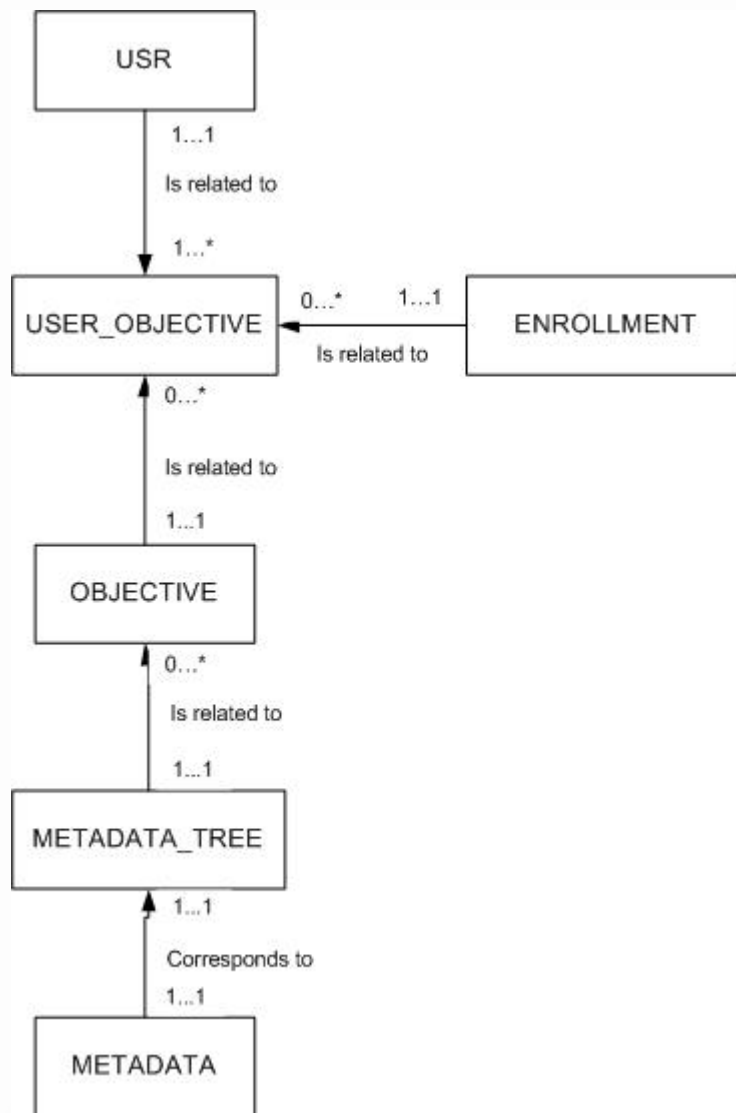 USR
1...1
Is related to
1...*
USER_OBJECTIVE
0...*
1...1
Is related to
ENROLLMENT
0...*
Is related to
1...1
OBJECTIVE
0...*
Is related to
1...1
METADATA_TREE
1...1
Corresponds to
1...1
METADATA